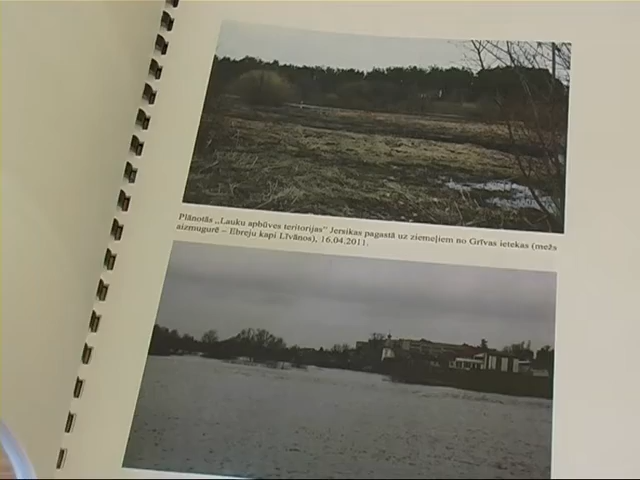 Plānotās „Lauku apbūves teritorijas" Jersikas pagastā uz ziemeļiem no Grīvas ietekas (mežs
aizmugurē – Ebreju kapi Līvānos), 16.04.2011.